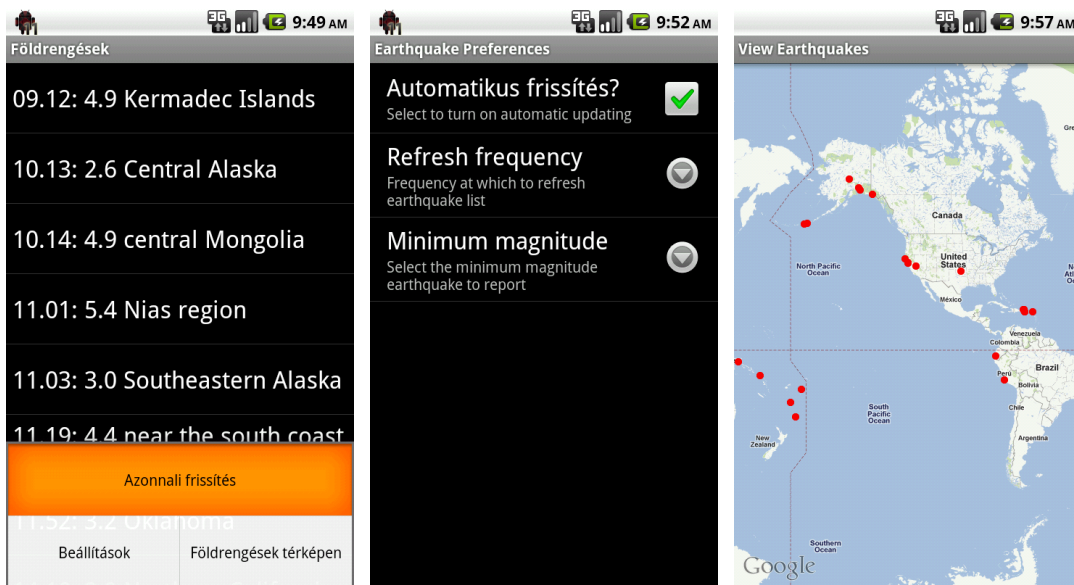 3G 9:49 AM
Földrengések
09.12: 4.9 Kermadec Islands
10.13: 2.6 Central Alaska
10.14: 4.9 central Mongolia
11.01: 5.4 Nias region
11.03: 3.0 Southeastern Alaska
11.19: 4.4 near the south coast
Azonnali frissítés
11.52: 3.2 Oklahoma
Beállítások
Földrengések térképen
3G 9:52 AM
Earthquake Preferences
Automatikus frissítés?
Select to turn on automatic updating
Refresh frequency
Frequency at which to refresh
earthquake list
Minimum magnitude
Select the minimum magnitude
earthquake to report
3G 9:57 AM
View Earthquakes
Gre
Canada
United
States
North Pacific
Ocean
México
Venezuela
Colombia
Perú
Brazil
Bolivia
South
Pacific
Ocean
Chile
New
Zealand
Argentina
Southern
Ocean
Google